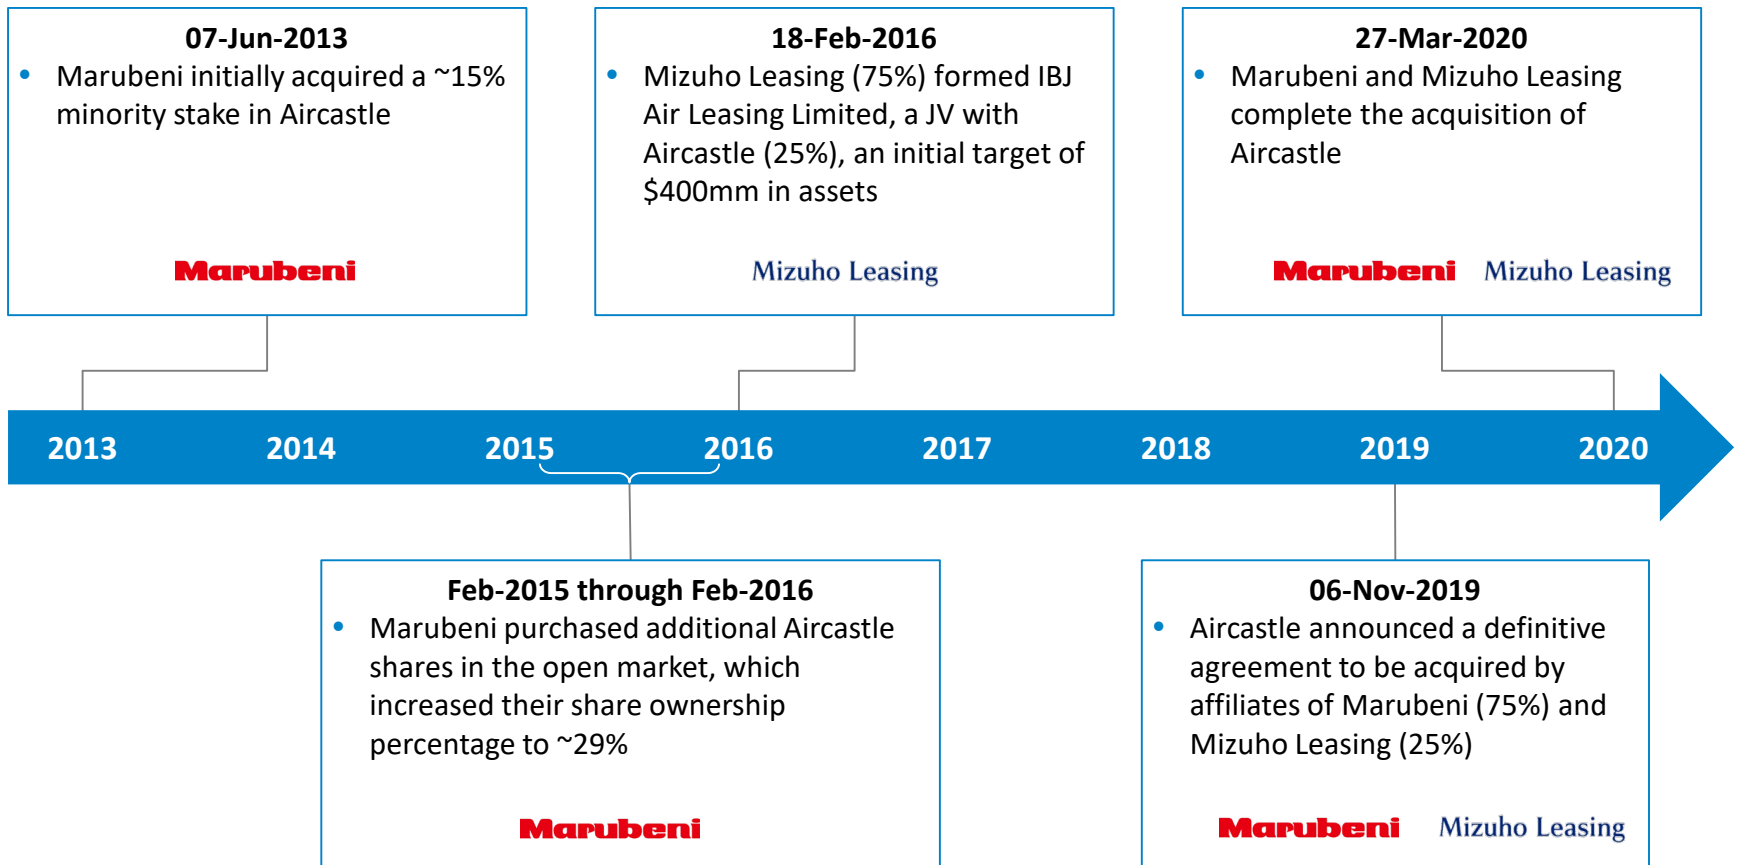 07-Jun-2013
• Marubeni initially acquired a ~15%
minority stake in Aircastle
Marubeni
18-Feb-2016
• Mizuho Leasing (75%) formed IBJ
Air Leasing Limited, a JV with
Aircastle (25%), an initial target of
$400mm in assets
Mizuho Leasing
27-Mar-2020
• Marubeni and Mizuho Leasing
complete the acquisition of
Aircastle
Marubeni Mizuho Leasing
2013 2014 2015 2016 2017 2018 2019 2020
Feb-2015 through Feb-2016
• Marubeni purchased additional Aircastle
shares in the open market, which
increased their share ownership
percentage to ~29%
Marubeni
06-Nov-2019
• Aircastle announced a definitive
agreement to be acquired by
affiliates of Marubeni (75%) and
Mizuho Leasing (25%)
Marubeni Mizuho Leasing